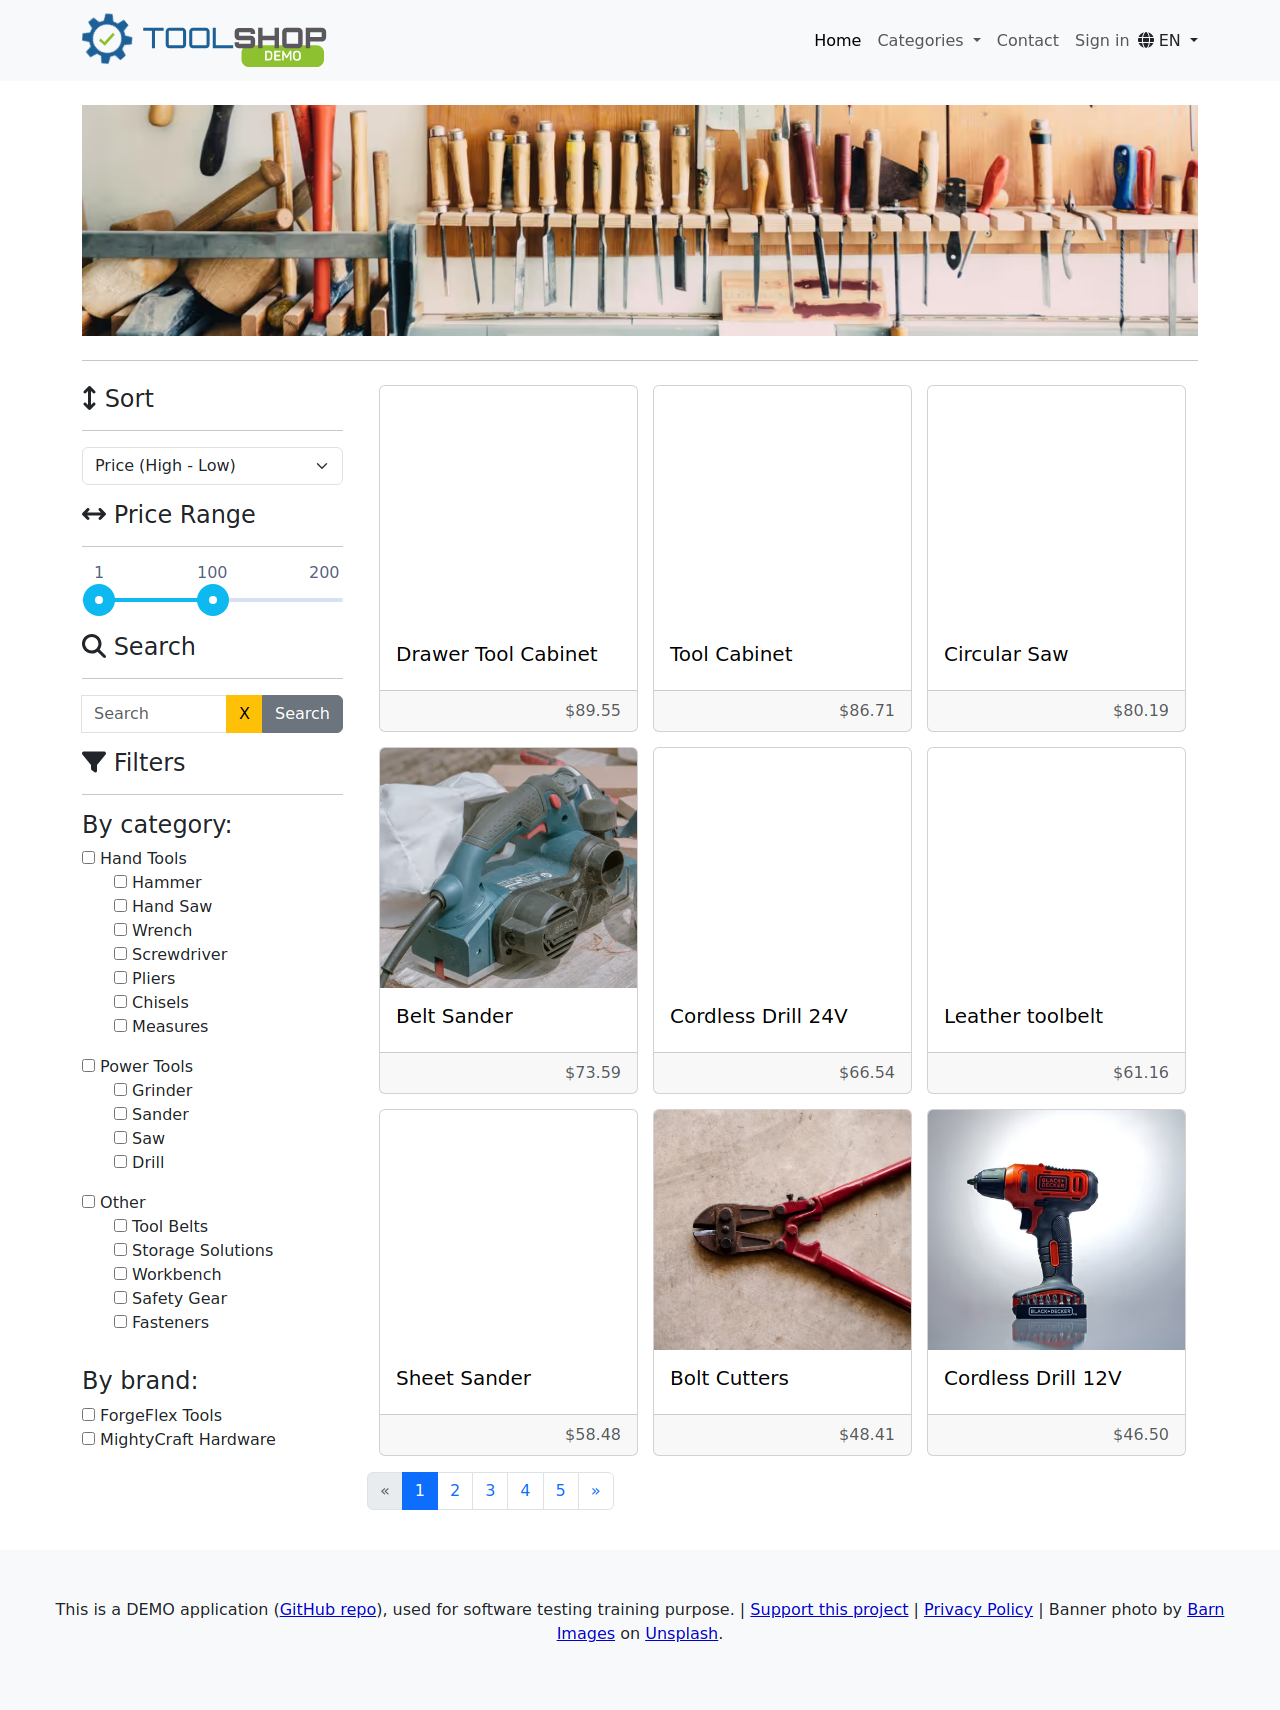 TOOLSHOP
DEMO
Home Categories Contact Sign in EN
Sort
Price (High - Low)
Price Range
1 100 200
Search
Search X Search
Filters
By category:
Hand Tools
Hammer
Hand Saw
Wrench
Screwdriver
Pliers
Chisels
Measures
Power Tools
Grinder
Sander
Saw
Drill
Other
Tool Belts
Storage Solutions
Workbench
Safety Gear
Fasteners
By brand:
ForgeFlex Tools
MightyCraft Hardware
Drawer Tool Cabinet
$89.55
Tool Cabinet
$86.71
Circular Saw
$80.19
Belt Sander
$73.59
Cordless Drill 24V
$66.54
Leather toolbelt
$61.16
Sheet Sander
$58.48
Bolt Cutters
$48.41
BLACK+
DECKER
BLACK+DECKER
Cordless Drill 12V
$46.50
« 1 2 3 4 5 »
This is a DEMO application (GitHub repo), used for software testing training purpose. | Support this project | Privacy Policy | Banner photo by Barn
Images on Unsplash.